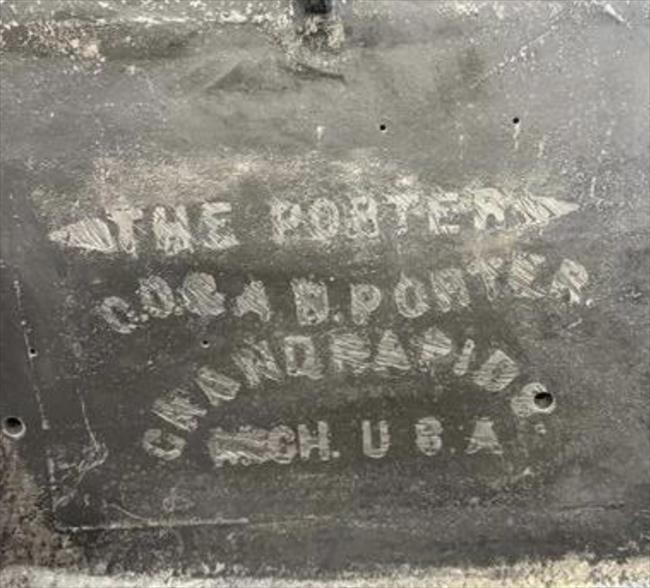 THE PORTER
C.O. & A D. PORTER.
GRAND RAPIDS
MICH. U S A